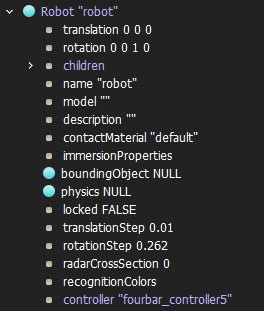 Robot "robot"
translation 0 0 0
rotation 0 0 1 0
children
name "robot"
model ""
description ""
contactMaterial "default"
immersionProperties
boundingObject NULL
physics NULL
locked FALSE
translationStep 0.01
rotationStep 0.262
radarCrossSection 0
recognitionColors
controller "fourbar_controller5"